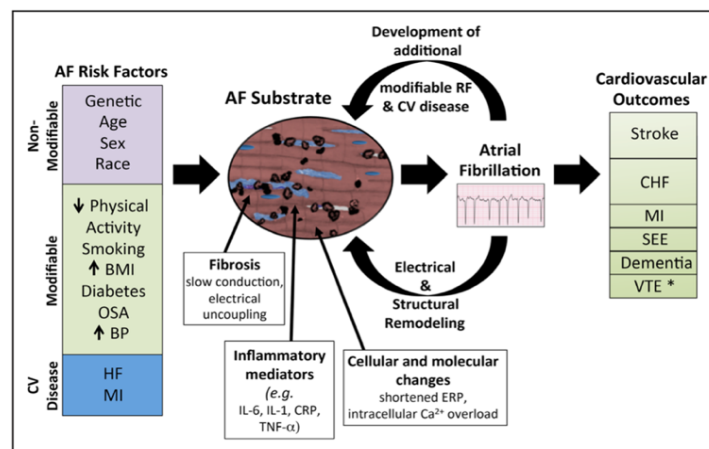 AF Risk Factors
Non-
Modifiable
Genetic
Age
Sex
Race
Modifiable
↓ Physical
Activity
Smoking
↑ BMI
Diabetes
OSA
↑ BP
CV
Disease
HF
MI
AF Substrate
Fibrosis
slow conduction,
electrical
uncoupling
Inflammatory
mediators
(e.g.
IL-6, IL-1, CRP,
TNF-α)
Cellular and molecular
changes
shortened ERP,
intracellular Ca²⁺ overload
Development of
additional
modifiable RF
& CV disease
Atrial
Fibrillation
Electrical
&
Structural
Remodeling
Cardiovascular
Outcomes
Stroke
CHF
MI
SEE
Dementia
VTE *